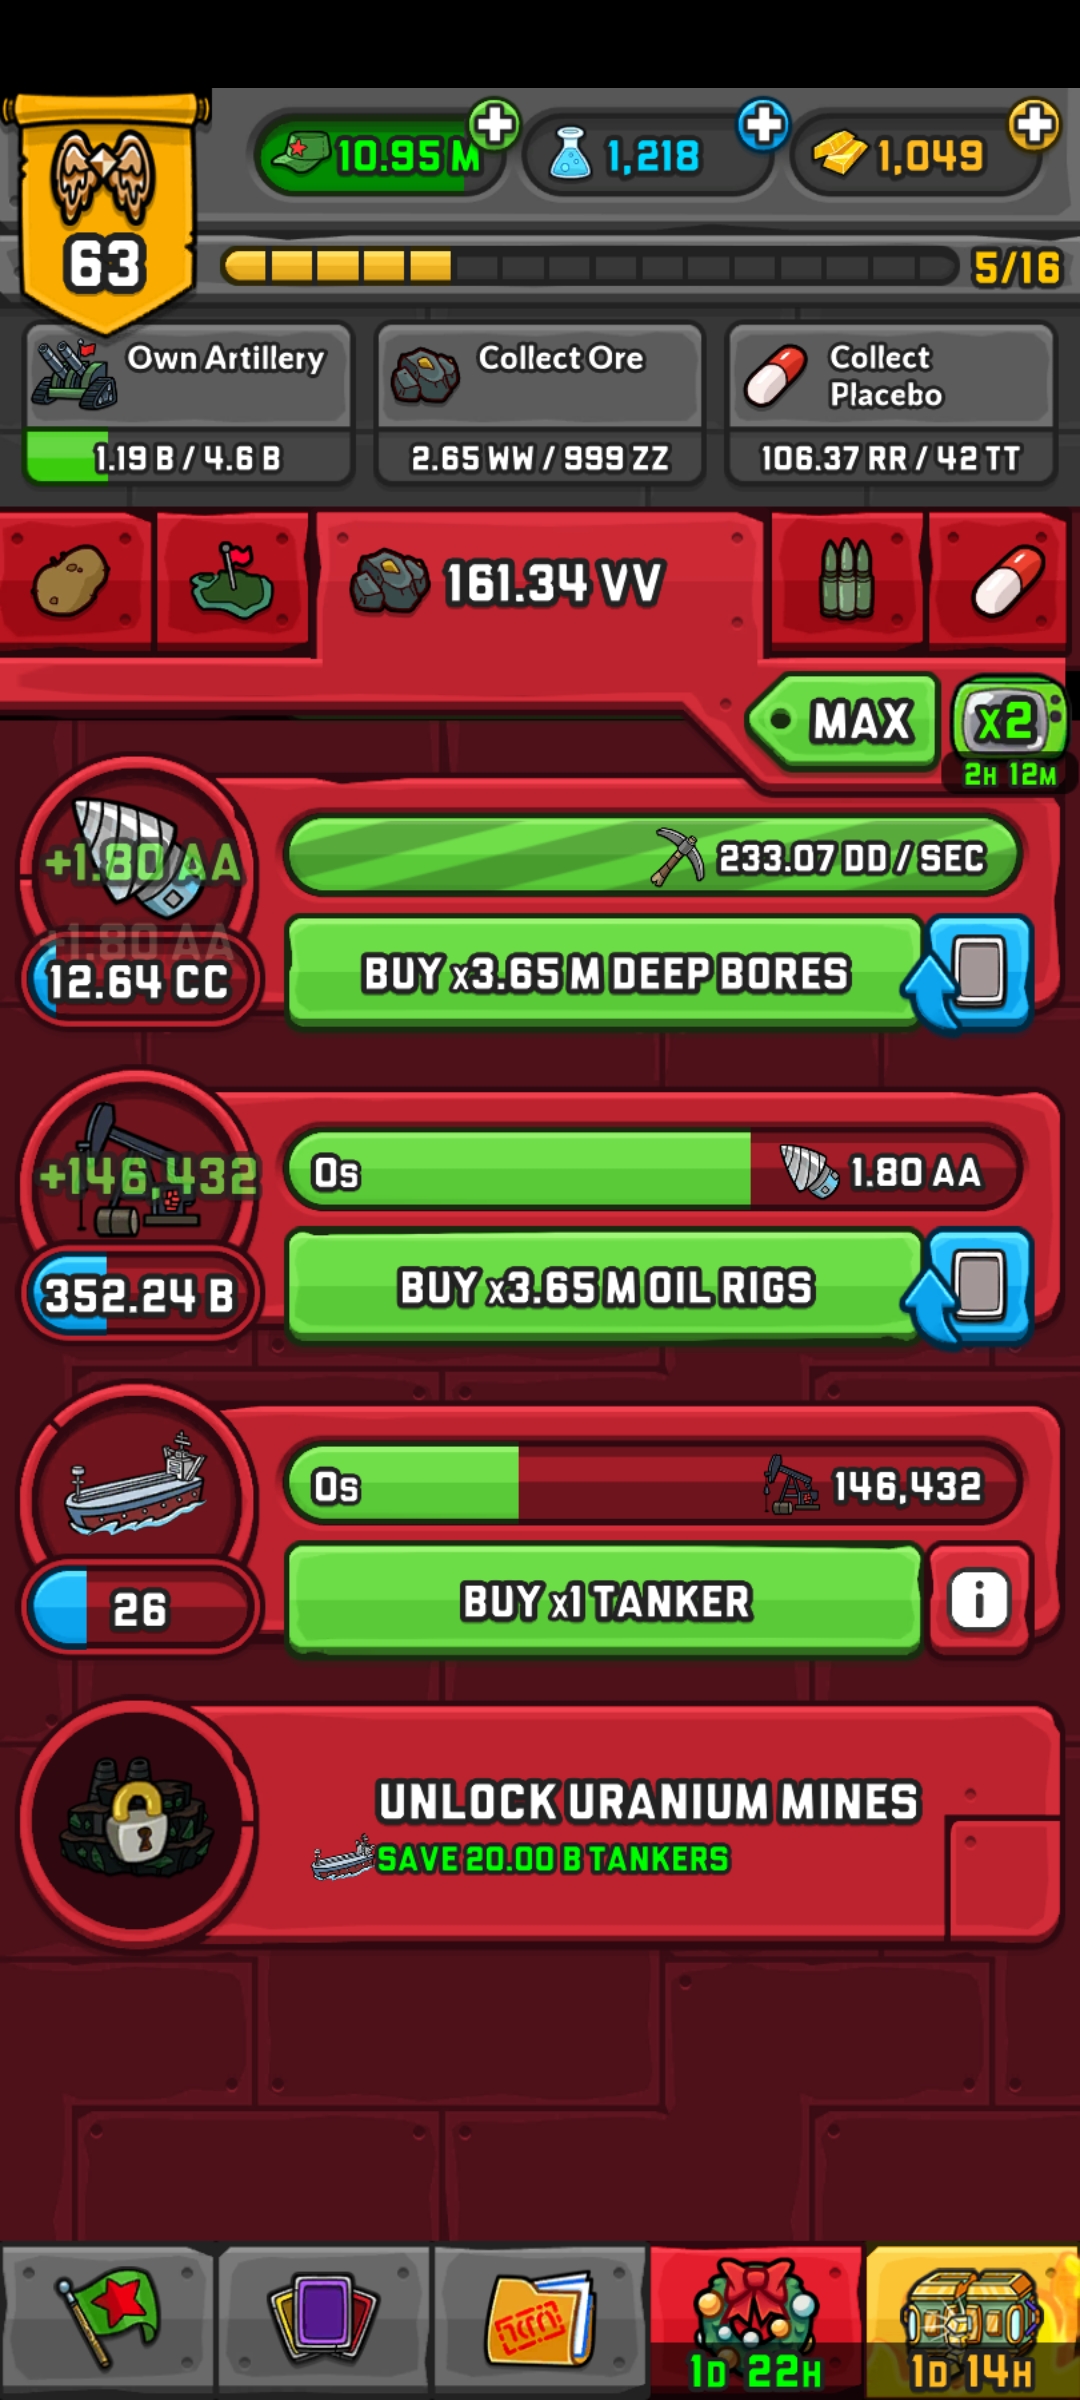 63
10.95 M
1,218
1,049
5/16
Own Artillery
1.19 B / 4.6 B
Collect Ore
2.65 WW / 999 ZZ
Collect
Placebo
106.37 RR / 42 TT
161.34 VV
MAX
x2
2H 12M
+1.80 AA
+1.80 AA
12.64 CC
233.07 DD / SEC
BUY x3.65 M DEEP BORES
+146,432
352.24 B
0s
1.80 AA
BUY x3.65 M OIL RIGS
26
0s
146,432
BUY x1 TANKER
i
UNLOCK URANIUM MINES
SAVE 20.00 B TANKERS
1D 22H
1D 14H